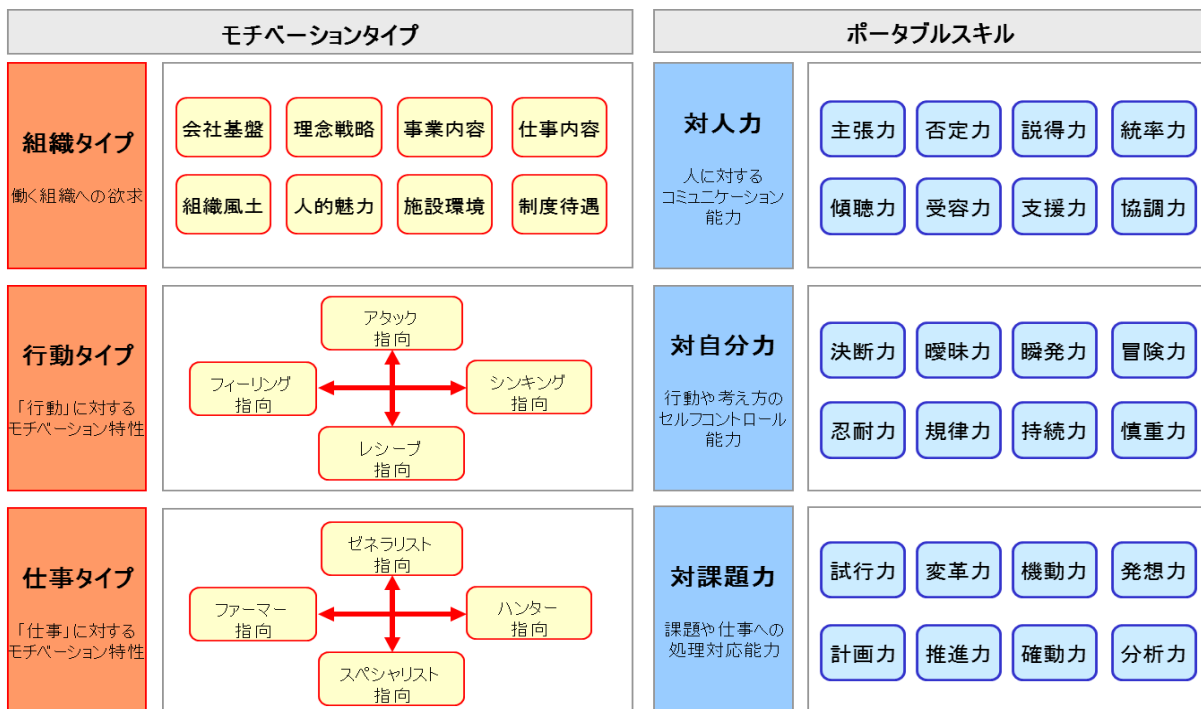 モチベーションタイプ
ポータブルスキル
組織タイプ
働く組織への欲求
会社基盤 理念戦略 事業内容 仕事内容
組織風土 人的魅力 施設環境 制度待遇
対人力
人に対する
コミュニケーション
能力
主張力 否定力 説得力 統率力
傾聴力 受容力 支援力 協調力
行動タイプ
「行動」に対する
モチベーション特性
アタック
指向
フィーリング
指向
シンキング
指向
レシーブ
指向
対自分力
行動や考え方の
セルフコントロール
能力
決断力 曖昧力 瞬発力 冒険力
忍耐力 規律力 持続力 慎重力
仕事タイプ
「仕事」に対する
モチベーション特性
ゼネラリスト
指向
ファーマー
指向
ハンター
指向
スペシャリスト
指向
対課題力
課題や仕事への
処理対応能力
試行力 変革力 機動力 発想力
計画力 推進力 確動力 分析力